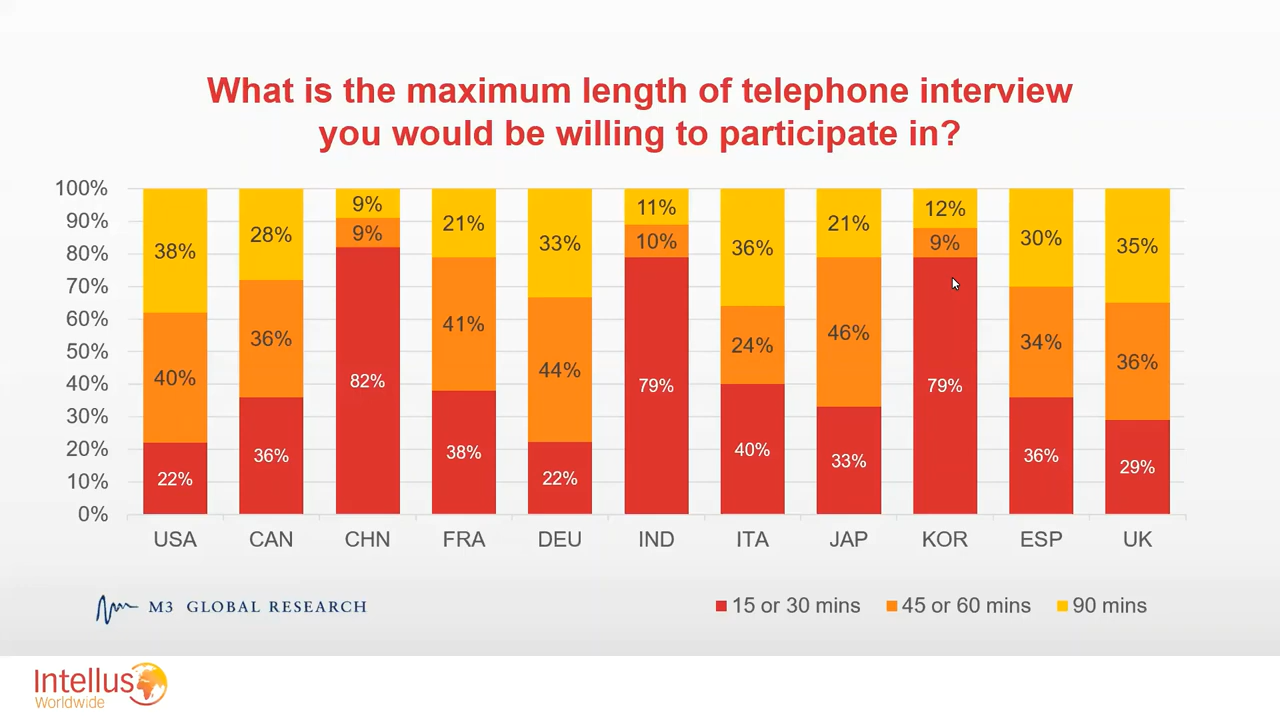 What is the maximum length of telephone interview
you would be willing to participate in?
100%
90%
80%
70%
60%
50%
40%
30%
20%
10%
0%
38% 28% 9% 21% 33% 11% 36% 21% 12% 30% 35%
40% 36% 9% 41% 44% 10% 24% 46% 9% 34% 36%
22% 36% 82% 38% 22% 79% 40% 33% 79% 36% 29%
USA CAN CHN FRA DEU IND ITA JAP KOR ESP UK
M3 GLOBAL RESEARCH
15 or 30 mins 45 or 60 mins 90 mins
Intellus
Worldwide